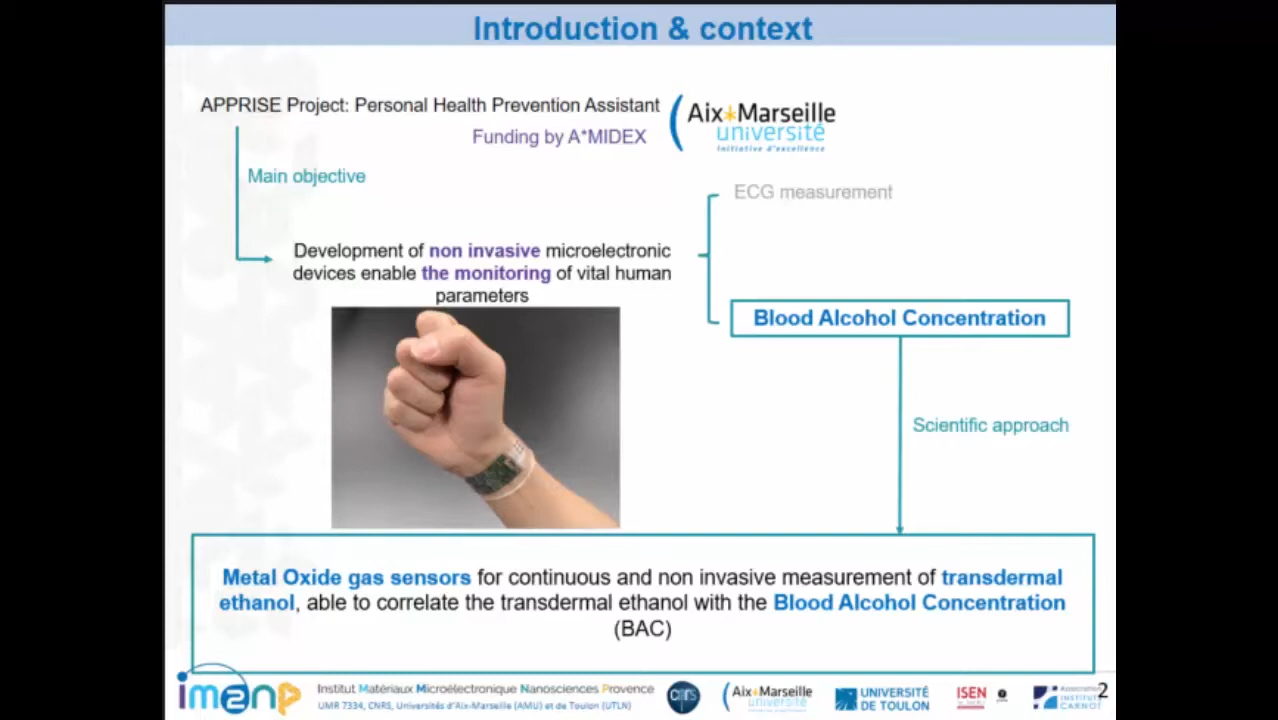 Introduction & context
APPRISE Project: Personal Health Prevention Assistant
Funding by A*MIDEX
Aix*Marseille
université
Initiative d'excellence
Main objective
ECG measurement
Development of non invasive microelectronic
devices enable the monitoring of vital human
parameters
Blood Alcohol Concentration
Scientific approach
Metal Oxide gas sensors for continuous and non invasive measurement of transdermal
ethanol, able to correlate the transdermal ethanol with the Blood Alcohol Concentration
(BAC)
im2np
Institut Matériaux Microélectronique Nanosciences Provence
UMR 7334, CNRS, Universités d'Aix-Marseille (AMU) et de Toulon (UTLN)
cnrs
Aix*Marseille
université
UNIVERSITÉ
DE TOULON
ISEN
INSTITUT
CARNOT
2